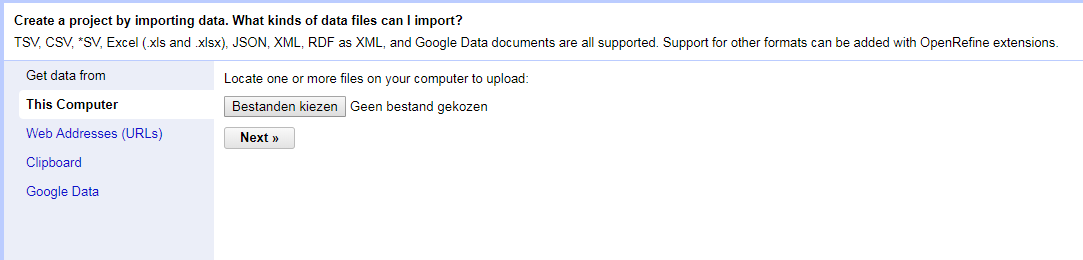 Create a project by importing data. What kinds of data files can I import?
TSV, CSV, *SV, Excel (.xls and .xlsx), JSON, XML, RDF as XML, and Google Data documents are all supported. Support for other formats can be added with OpenRefine extensions.
Get data from
This Computer
Web Addresses (URLs)
Clipboard
Google Data
Locate one or more files on your computer to upload:
Bestanden kiezen Geen bestand gekozen
Next »